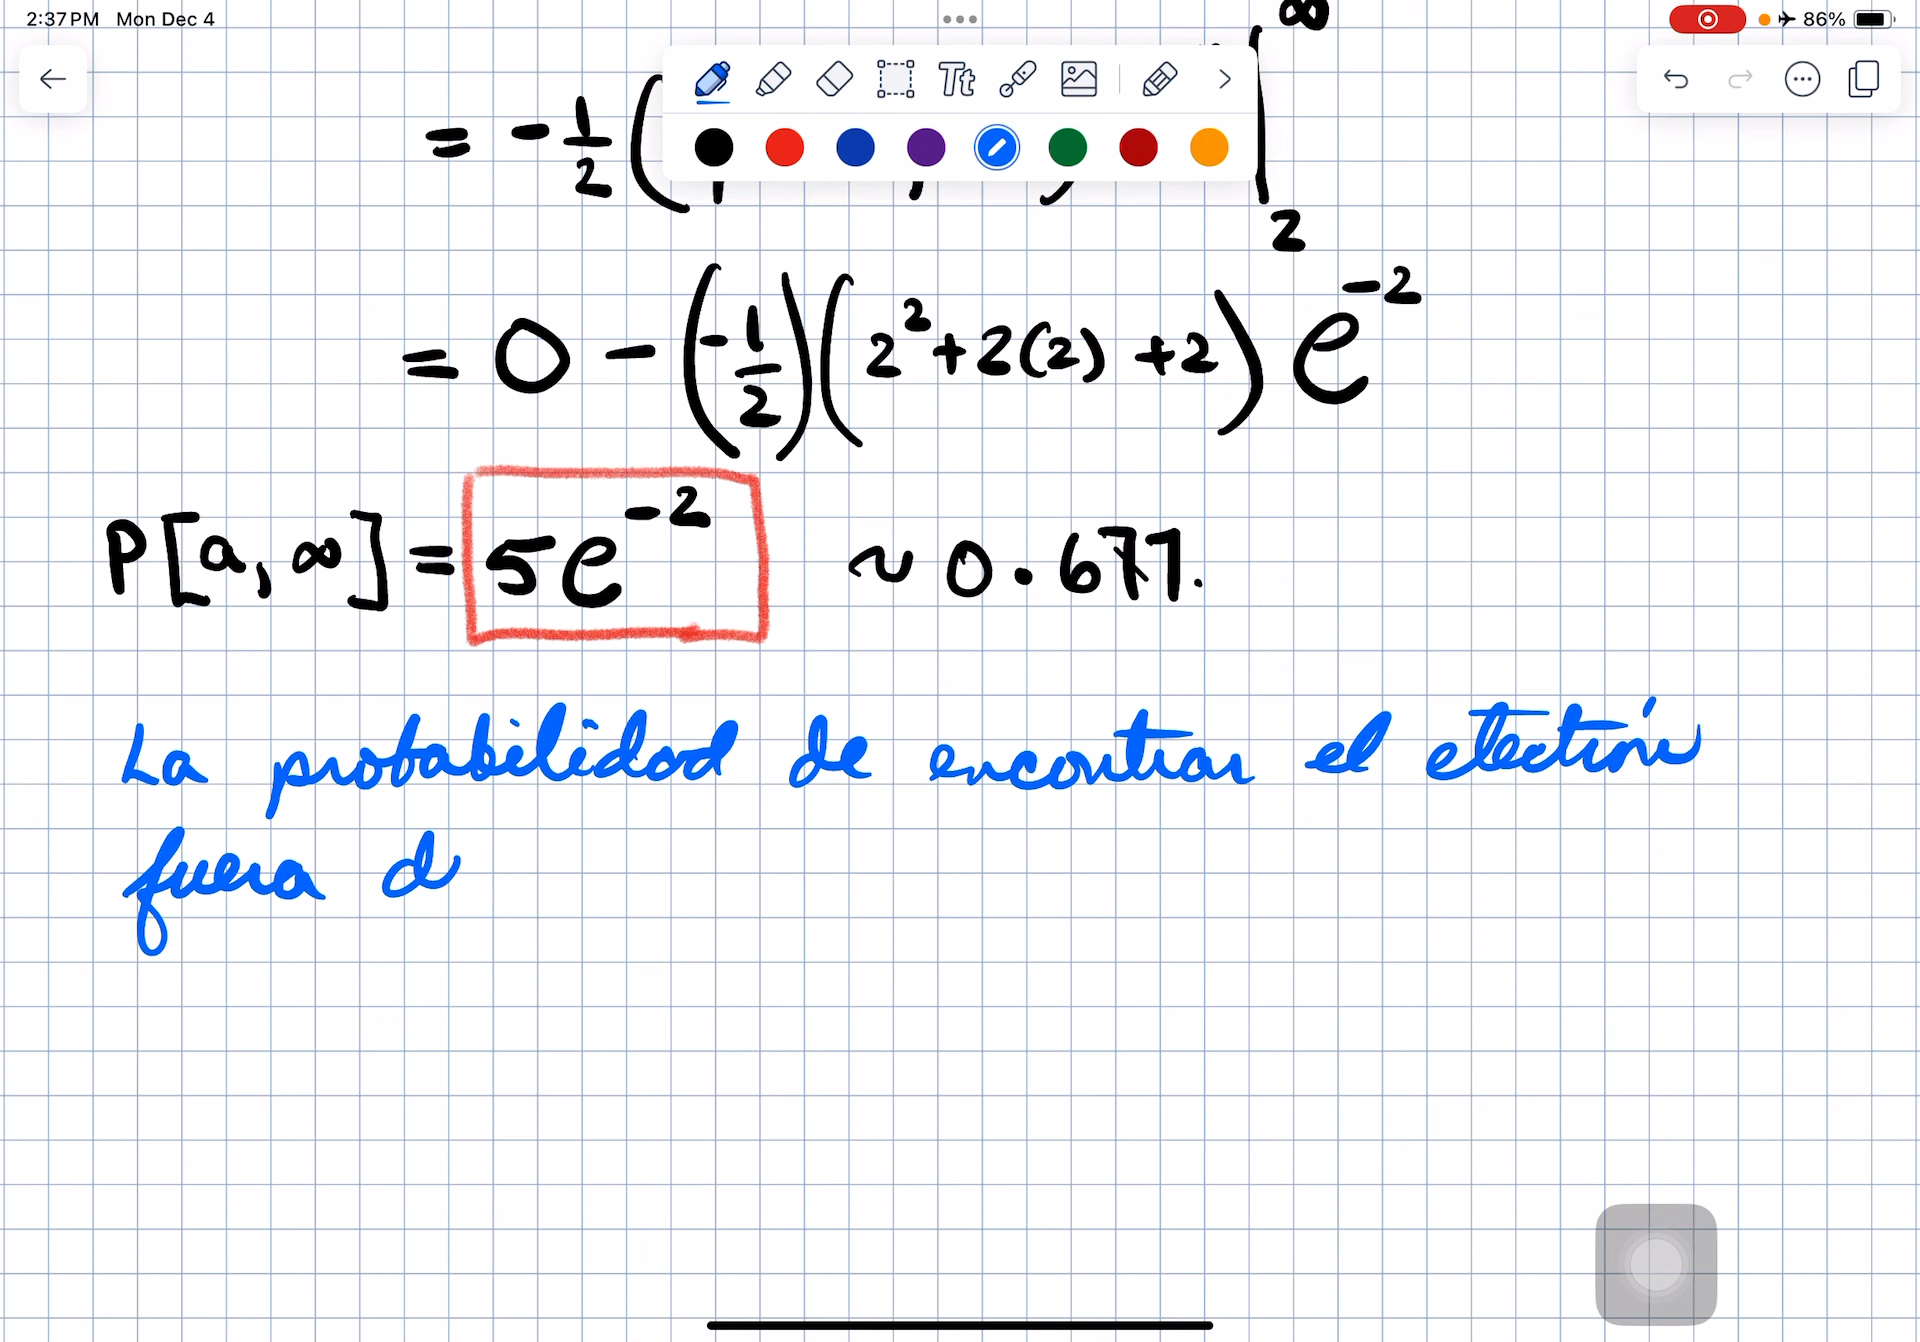 2:37 PM Mon Dec 4
86%
Tt
∞
= -1/2 (
2
= 0 - (-1/2)(2² + 2(2) + 2) e⁻²
P[a, ∞] = 5e⁻² ~ 0.677.
La probabilidad de encontrar el electrón
fuera d